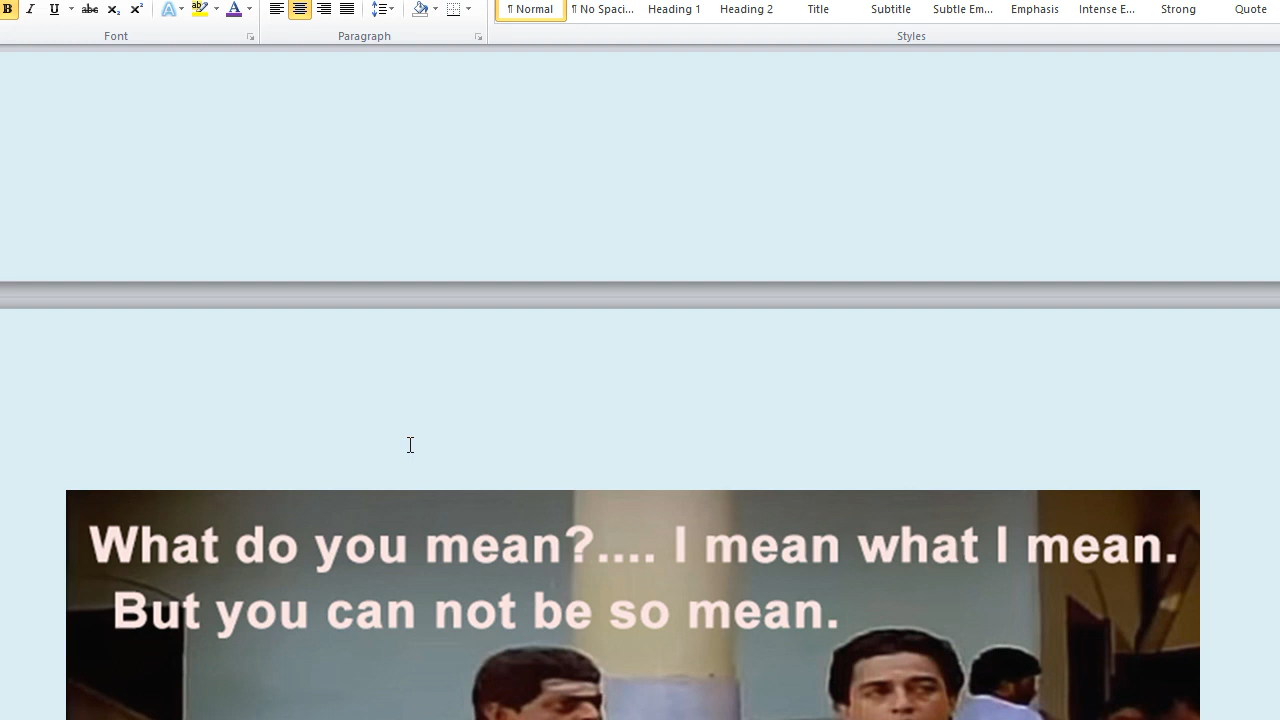 B I U abc x₂ x² A ab A
¶ Normal ¶ No Spaci... Heading 1 Heading 2 Title Subtitle Subtle Em... Emphasis Intense E... Strong Quote
Font Paragraph Styles
What do you mean?.... I mean what I mean.
But you can not be so mean.